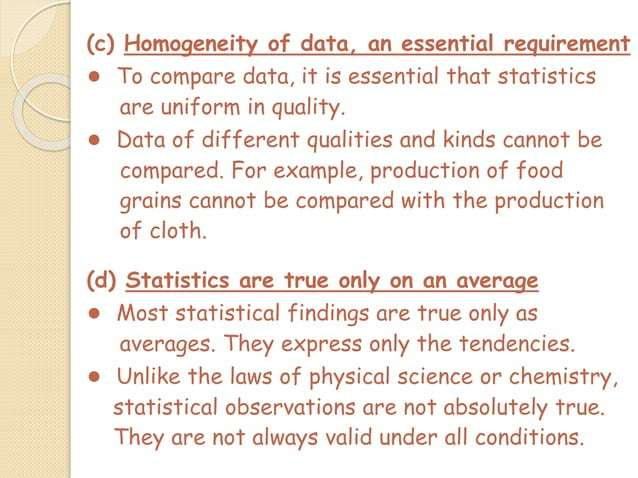 (c) Homogeneity of data, an essential requirement
● To compare data, it is essential that statistics
are uniform in quality.
● Data of different qualities and kinds cannot be
compared. For example, production of food
grains cannot be compared with the production
of cloth.
(d) Statistics are true only on an average
● Most statistical findings are true only as
averages. They express only the tendencies.
● Unlike the laws of physical science or chemistry,
statistical observations are not absolutely true.
They are not always valid under all conditions.